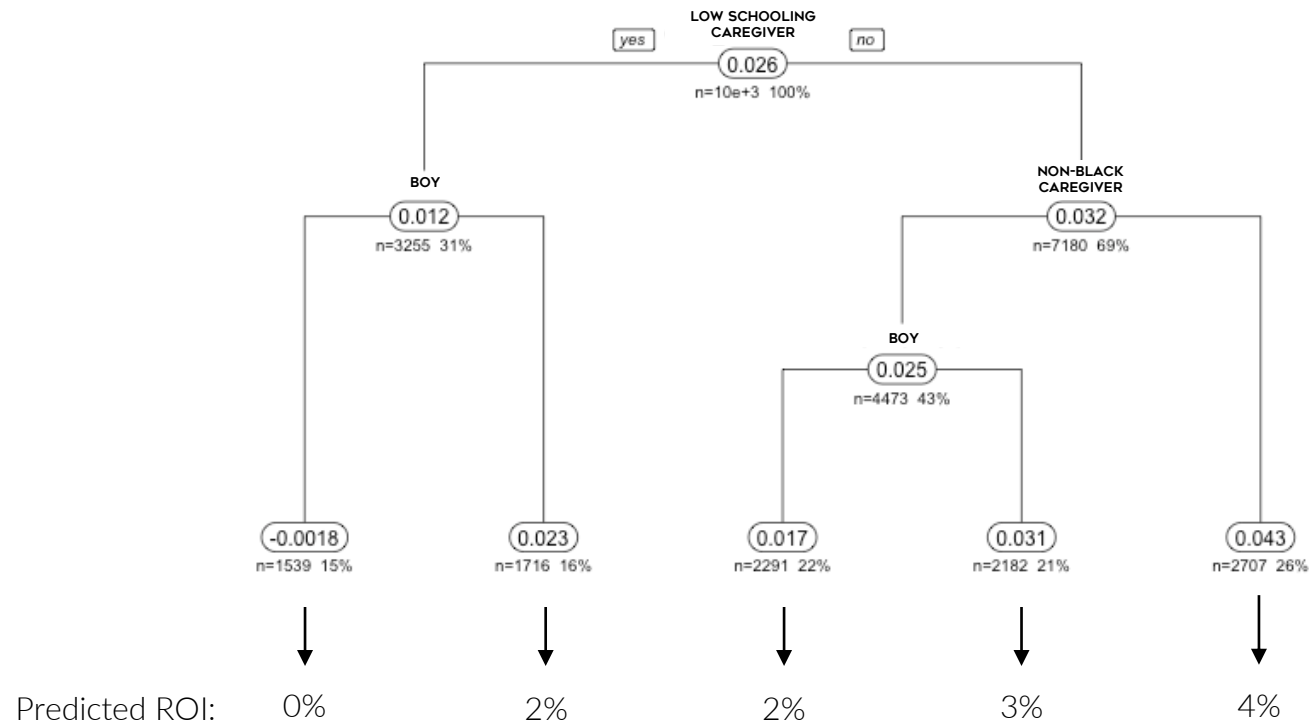 LOW SCHOOLING
CAREGIVER
yes
no
0.026
n=10e+3 100%
BOY
0.012
n=3255 31%
NON-BLACK
CAREGIVER
0.032
n=7180 69%
BOY
0.025
n=4473 43%
-0.0018
n=1539 15%
0.023
n=1716 16%
0.017
n=2291 22%
0.031
n=2182 21%
0.043
n=2707 26%
Predicted ROI: 0% 2% 2% 3% 4%